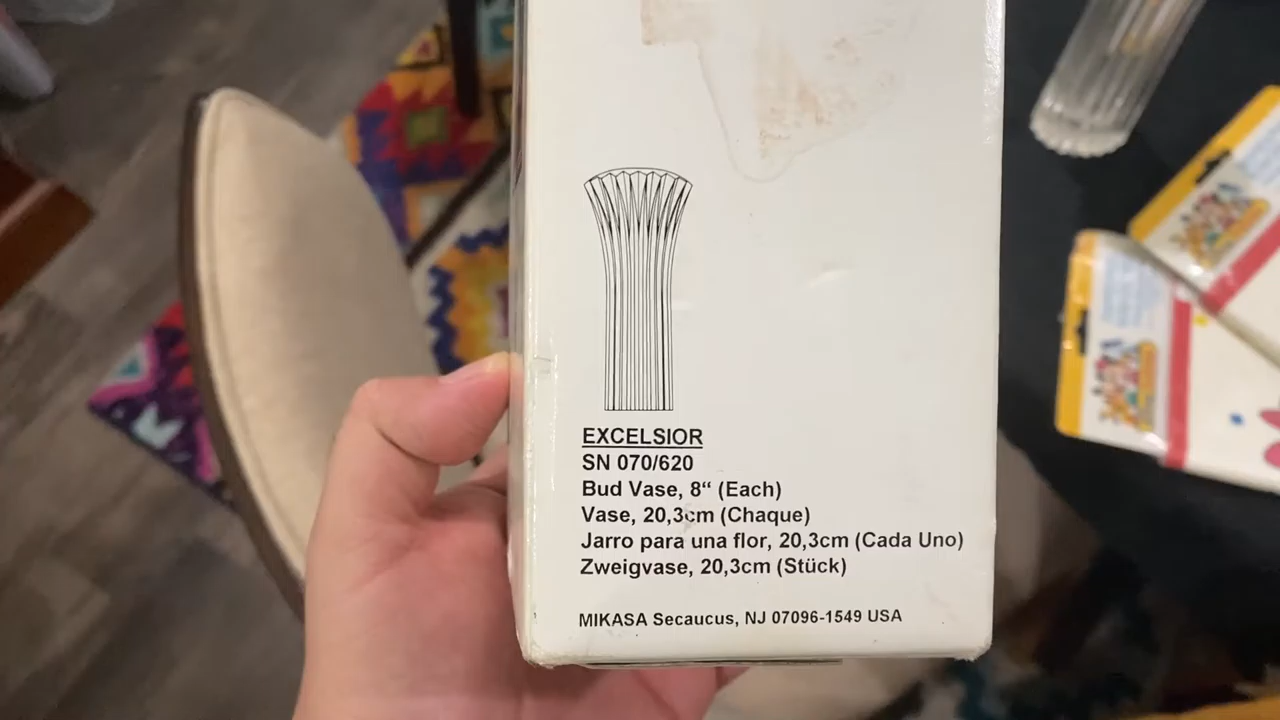 EXCELSIOR
SN 070/620
Bud Vase, 8“ (Each)
Vase, 20,3cm (Chaque)
Jarro para una flor, 20,3cm (Cada Uno)
Zweigvase, 20,3cm (Stück)
MIKASA Secaucus, NJ 07096-1549 USA